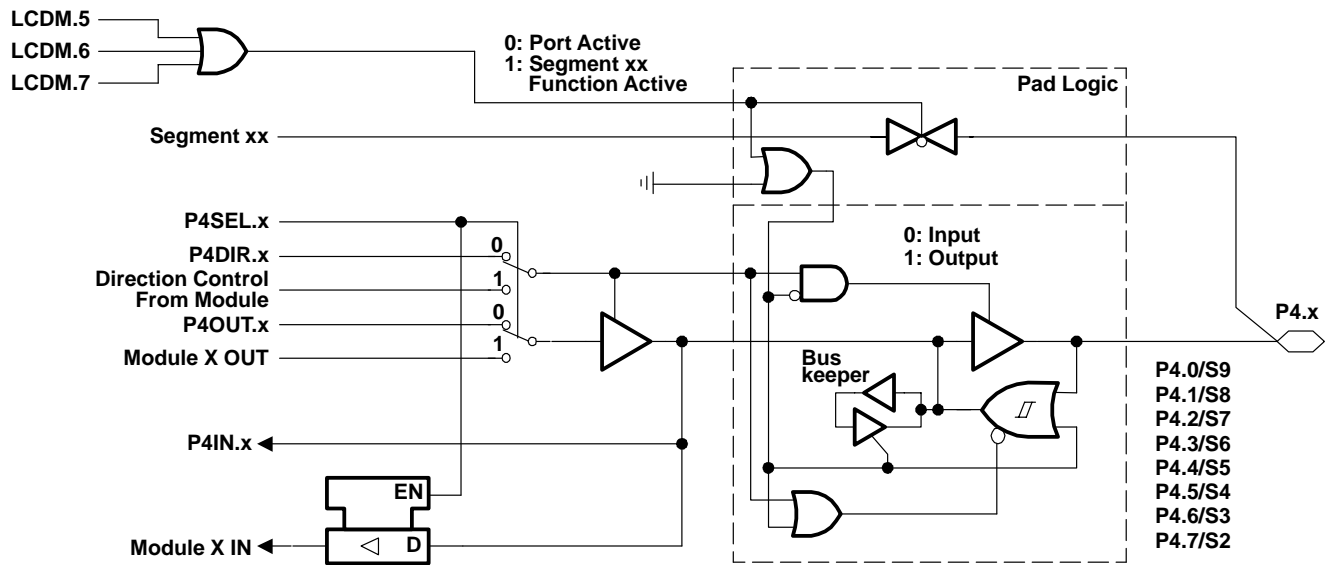 LCDM.5
LCDM.6
LCDM.7
0: Port Active
1: Segment xx
Function Active
Pad Logic
Segment xx
P4SEL.x
P4DIR.x
0
Direction Control
From Module
1
P4OUT.x
0
Module X OUT
1
0: Input
1: Output
Bus
keeper
P4.x
P4.0/S9
P4.1/S8
P4.2/S7
P4.3/S6
P4.4/S5
P4.5/S4
P4.6/S3
P4.7/S2
P4IN.x
EN
D
Module X IN